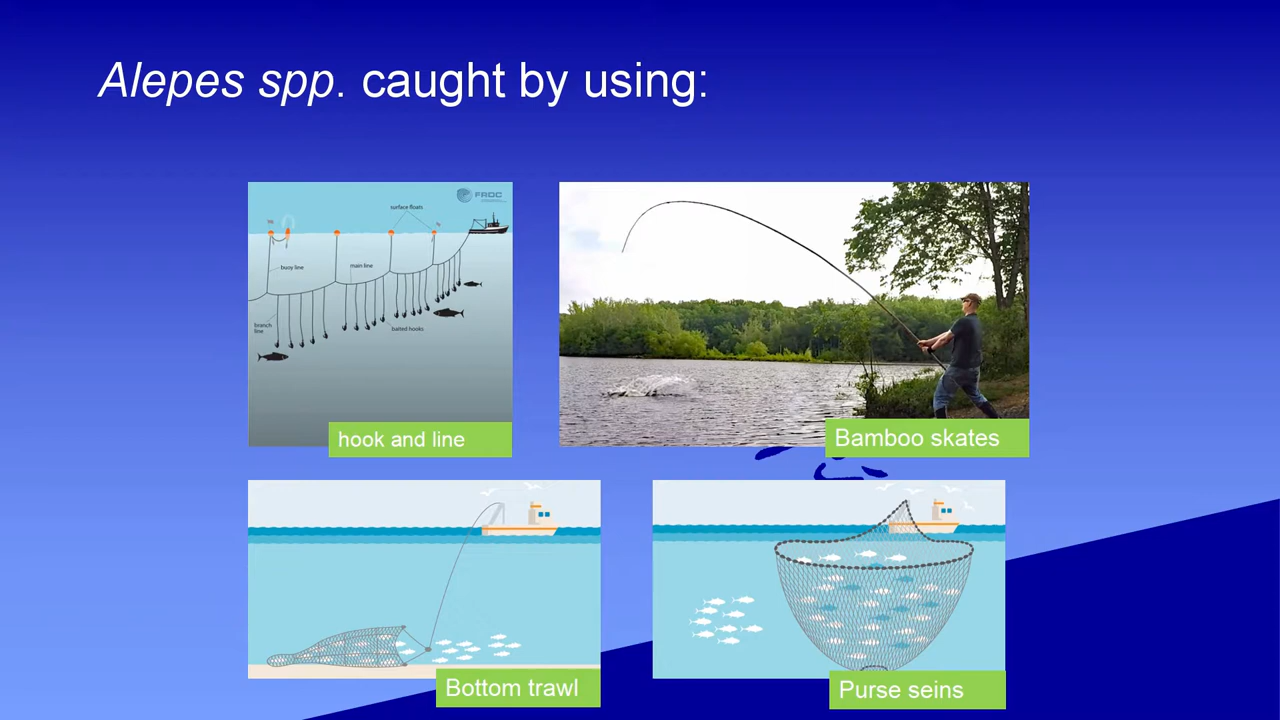 Alepes spp. caught by using:
FRDC
surface floats
buoy line
main line
branch
line
baited hooks
hook and line
Bamboo skates
Bottom trawl
Purse seins